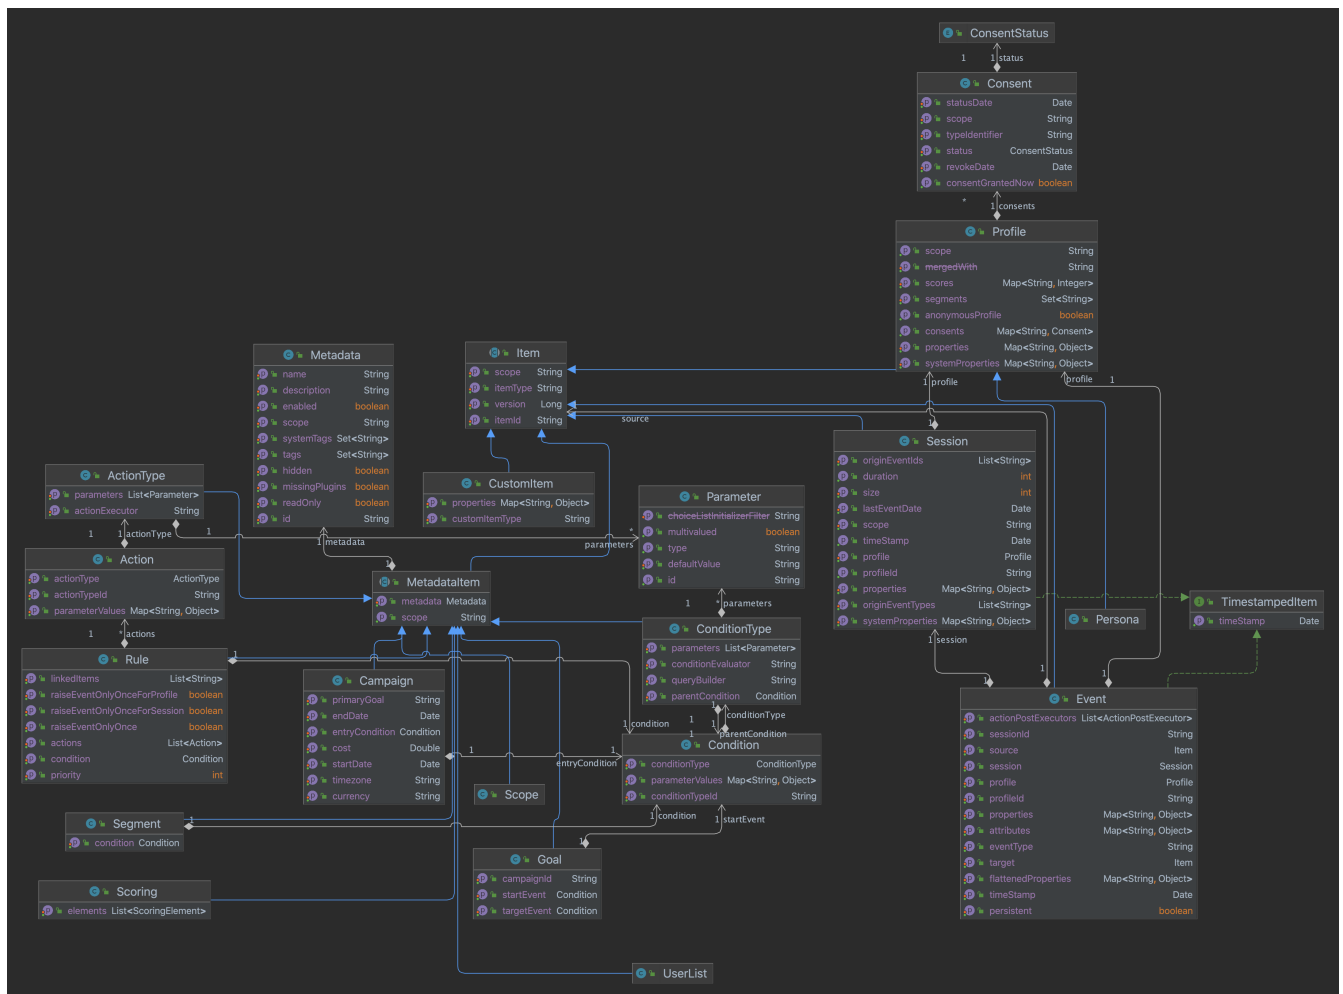 ConsentStatus
1 1 status
Consent
statusDate Date
scope String
typeIdentifier String
status ConsentStatus
revokeDate Date
consentGrantedNow boolean
* 1 consents
Profile
scope String
mergedWith String
scores Map<String, Integer>
segments Set<String>
anonymousProfile boolean
consents Map<String, Consent>
properties Map<String, Object>
systemProperties Map<String, Object>
1 profile
profile 1
Metadata
name String
description String
enabled boolean
scope String
systemTags Set<String>
tags Set<String>
hidden boolean
missingPlugins boolean
readOnly boolean
id String
1 metadata
1
Item
scope String
itemType String
version Long
itemId String
source
CustomItem
properties Map<String, Object>
customItemType String
Session
originEventIds List<String>
duration int
size int
lastEventDate Date
scope String
timeStamp Date
profile Profile
profileId String
properties Map<String, Object>
originEventTypes List<String>
systemProperties Map<String, Object>
1
1 session
ActionType
parameters List<Parameter>
actionExecutor String
1 1 actionType
1
*
parameters
Parameter
choiceListInitializerFilter String
multivalued boolean
type String
defaultValue String
id String
1 * parameters
Action
actionType ActionType
actionTypeId String
parameterValues Map<String, Object>
1 * actions
MetadataItem
metadata Metadata
scope String
TimestampedItem
timeStamp Date
Persona
ConditionType
parameters List<Parameter>
conditionEvaluator String
queryBuilder String
parentCondition Condition
1 conditionType
1 1
1 parentCondition
Rule
linkedItems List<String>
raiseEventOnlyOnceForProfile boolean
raiseEventOnlyOnceForSession boolean
raiseEventOnlyOnce boolean
actions List<Action>
condition Condition
priority int
1
1 condition
Campaign
primaryGoal String
endDate Date
entryCondition Condition
cost Double
startDate Date
timezone String
currency String
1 1
entryCondition
Condition
conditionType ConditionType
parameterValues Map<String, Object>
conditionTypeId String
1 condition
1 startEvent
Event
actionPostExecutors List<ActionPostExecutor>
sessionId String
source Item
session Session
profile Profile
profileId String
properties Map<String, Object>
attributes Map<String, Object>
eventType String
target Item
flattenedProperties Map<String, Object>
timeStamp Date
persistent boolean
1
1
1
Scope
Segment
condition Condition
1
Goal
campaignId String
startEvent Condition
targetEvent Condition
1
Scoring
elements List<ScoringElement>
UserList